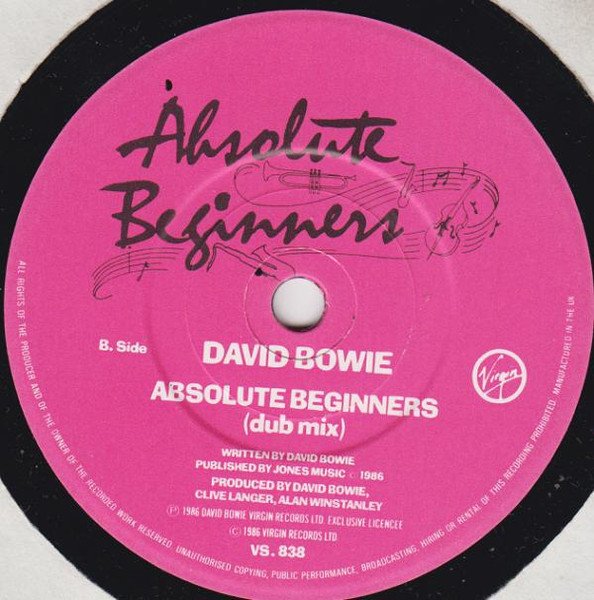 Absolute
Beginners
B. Side
DAVID BOWIE
Virgin
ABSOLUTE BEGINNERS
(dub mix)
WRITTEN BY DAVID BOWIE
PUBLISHED BY JONES MUSIC © 1986
PRODUCED BY DAVID BOWIE,
CLIVE LANGER, ALAN WINSTANLEY
Ⓟ 1986 DAVID BOWIE VIRGIN RECORDS LTD. EXCLUSIVE LICENCEE
© 1986 VIRGIN RECORDS LTD.
VS. 838
ALL RIGHTS OF THE PRODUCER AND OF THE OWNER OF THE RECORDED WORK RESERVED. UNAUTHORISED COPYING, PUBLIC PERFORMANCE, BROADCASTING, HIRING OR RENTAL OF THIS RECORDING PROHIBITED. MANUFACTURED IN THE UK